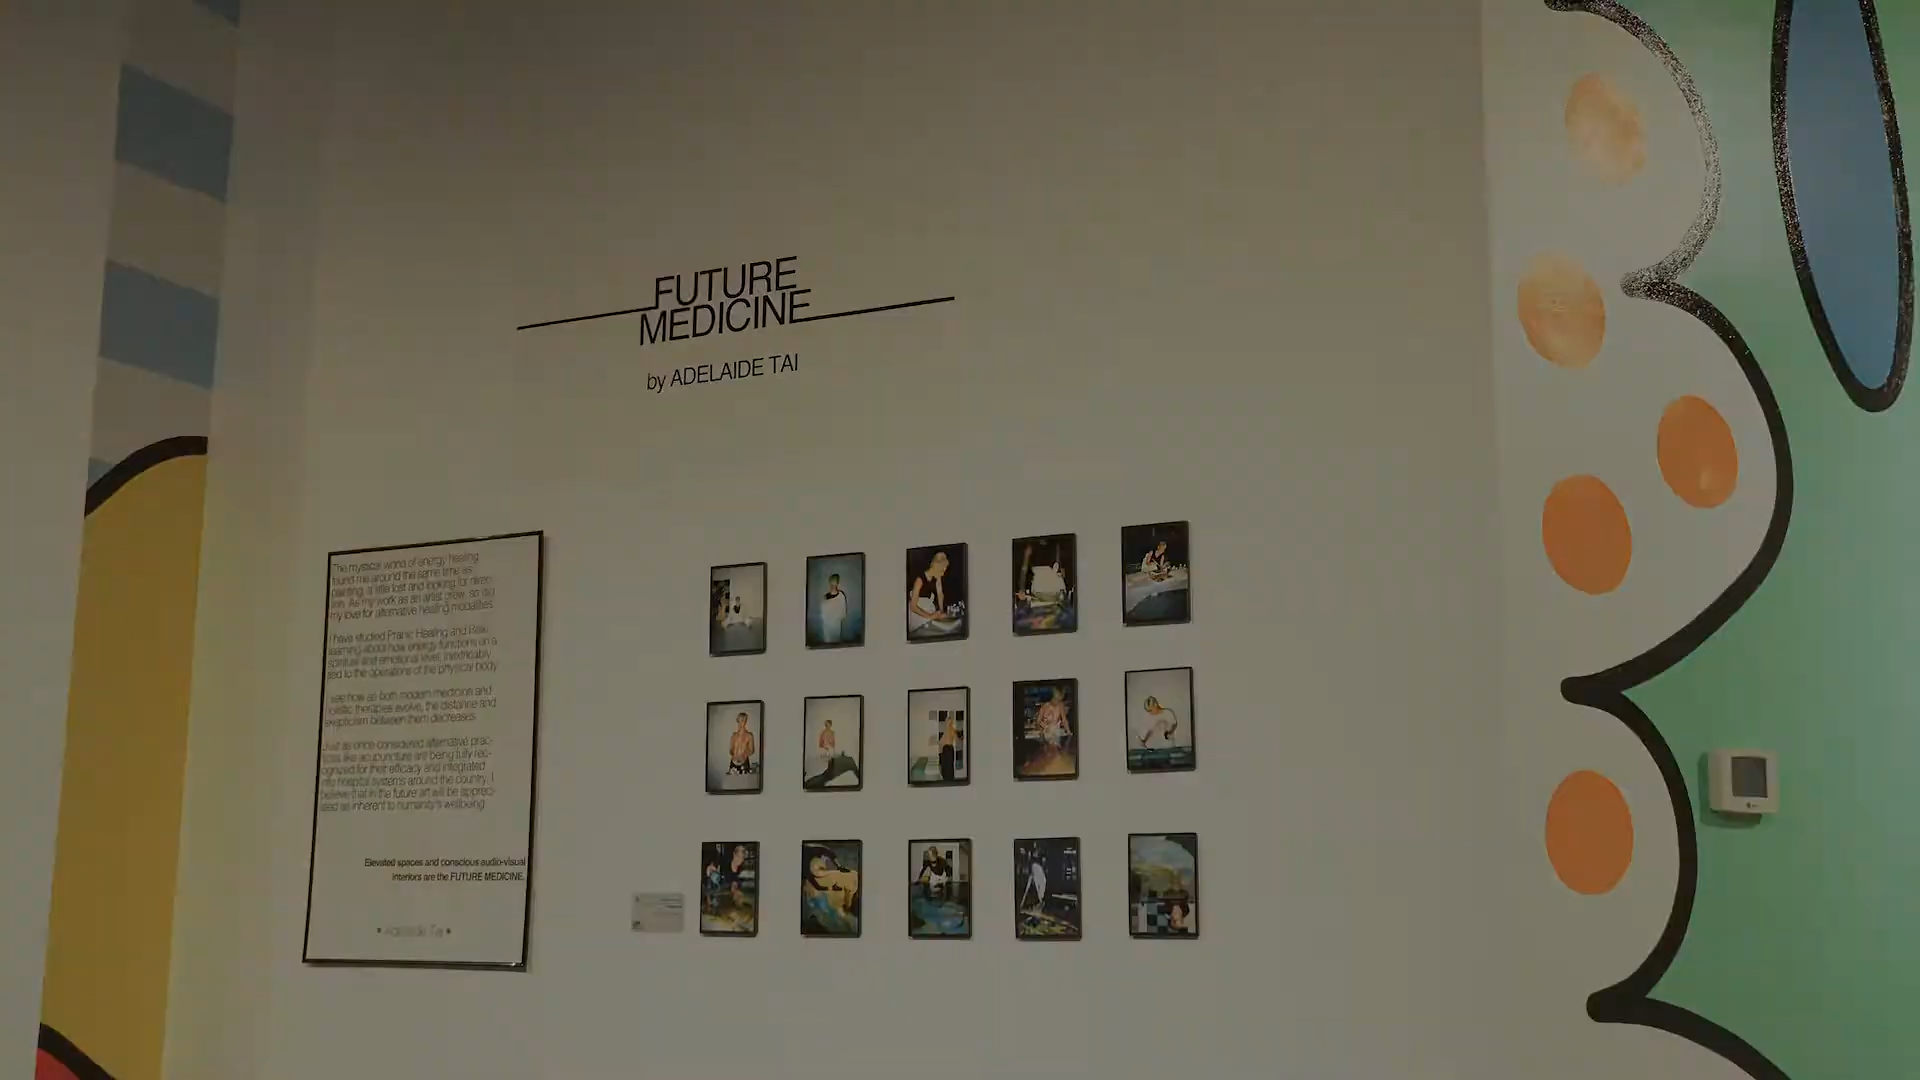 FUTURE
MEDICINE
by ADELAIDE TAI
The mystical world of energy healing
found me around the same time as
painting, a little lost and looking for direc-
tion. As my work as an artist grew, so did
my love for alternative healing modalities.
I have studied Pranic Healing and Reiki,
learning about how energy functions on a
spiritual and emotional level, inextricably
tied to the operations of the physical body.
I see how as both modern medicine and
holistic therapies evolve, the distance and
skepticism between them decreases.
Just as once considered alternative prac-
tices like acupuncture are being fully rec-
ognized for their efficacy and integrated
into hospital systems around the country, I
believe that in the future art will be appreci-
ated as inherent to humanity's wellbeing.
Elevated spaces and conscious audio-visual
interiors are the FUTURE MEDICINE.
* Adelaide Tai *